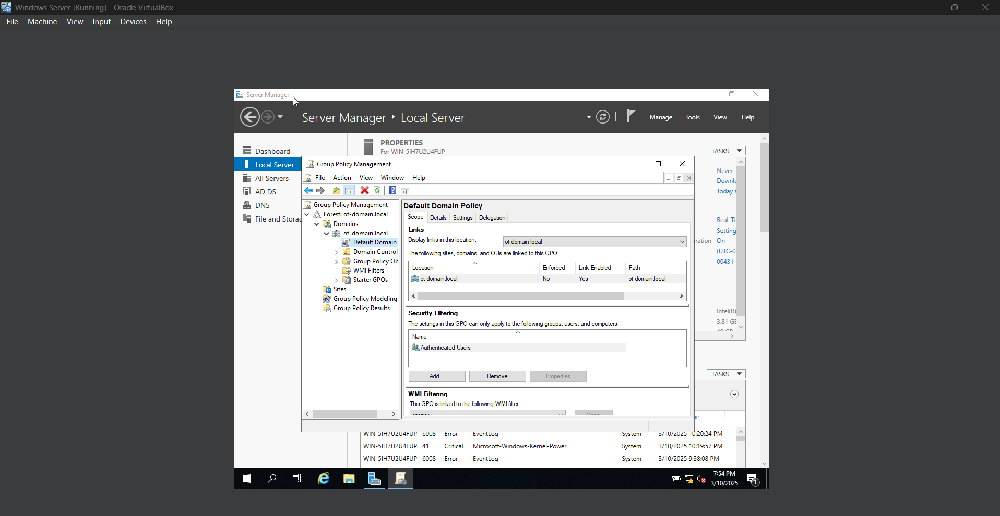 Windows Server [Running] - Oracle VirtualBox
File Machine View Input Devices Help
Server Manager
Server Manager Local Server
Manage Tools View Help
Dashboard
Local Server
All Servers
AD DS
DNS
File and Storag
PROPERTIES
For WIN-5IH7U2U4FUP
TASKS
Never
Downlo
Today a
Real-Ti
Setting
ration On
(UTC-0
00431-
Intel(R)
3.81 GB
40 GB
TASKS
Group Policy Management
File Action View Window Help
Group Policy Management
Forest: ot-domain.local
Domains
ot-domain.local
Default Domain
Domain Control
Group Policy Ob
WMI Filters
Starter GPOs
Sites
Group Policy Modeling
Group Policy Results
Default Domain Policy
Scope Details Settings Delegation
Links
Display links in this location: ot-domain.local
The following sites, domains, and OUs are linked to this GPO:
Location Enforced Link Enabled Path
ot-domain.local No Yes ot-domain.local
Security Filtering
The settings in this GPO can only apply to the following groups, users, and computers:
Name
Authenticated Users
Add... Remove Properties
WMI Filtering
This GPO is linked to the following WMI filter:
<none> Open
ne
WIN-5IH7U2U4FUP 6008 Error EventLog System 3/10/2025 10:20:24 PM
WIN-5IH7U2U4FUP 41 Critical Microsoft-Windows-Kernel-Power System 3/10/2025 10:19:57 PM
WIN-5IH7U2U4FUP 6008 Error EventLog System 3/10/2025 9:38:08 PM
7:54 PM
3/10/2025
1